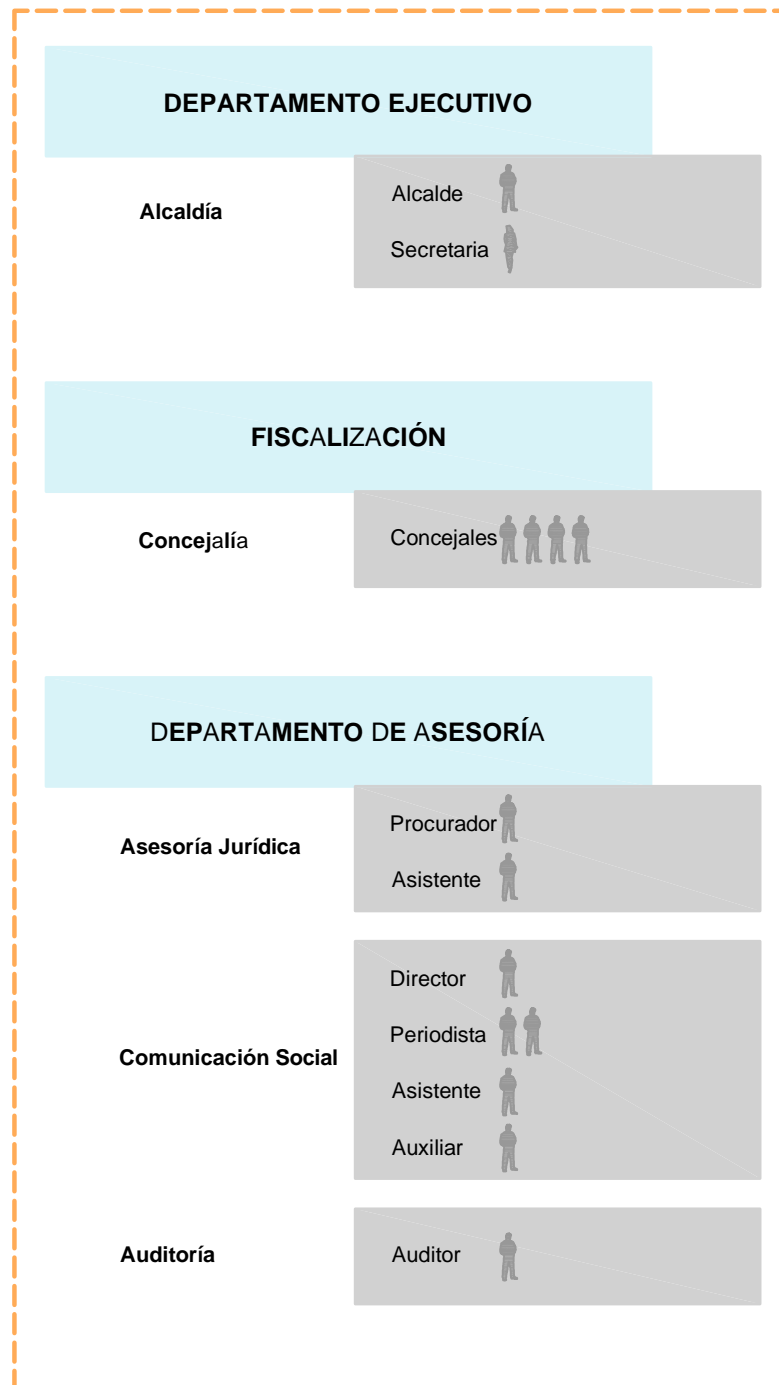 DEPARTAMENTO EJECUTIVO
Alcaldía
Alcalde
Secretaria
FISCALIZACIÓN
Concejalía
Concejales
DEPARTAMENTO DE ASESORÍA
Asesoría Jurídica
Procurador
Asistente
Comunicación Social
Director
Periodista
Asistente
Auxiliar
Auditoría
Auditor